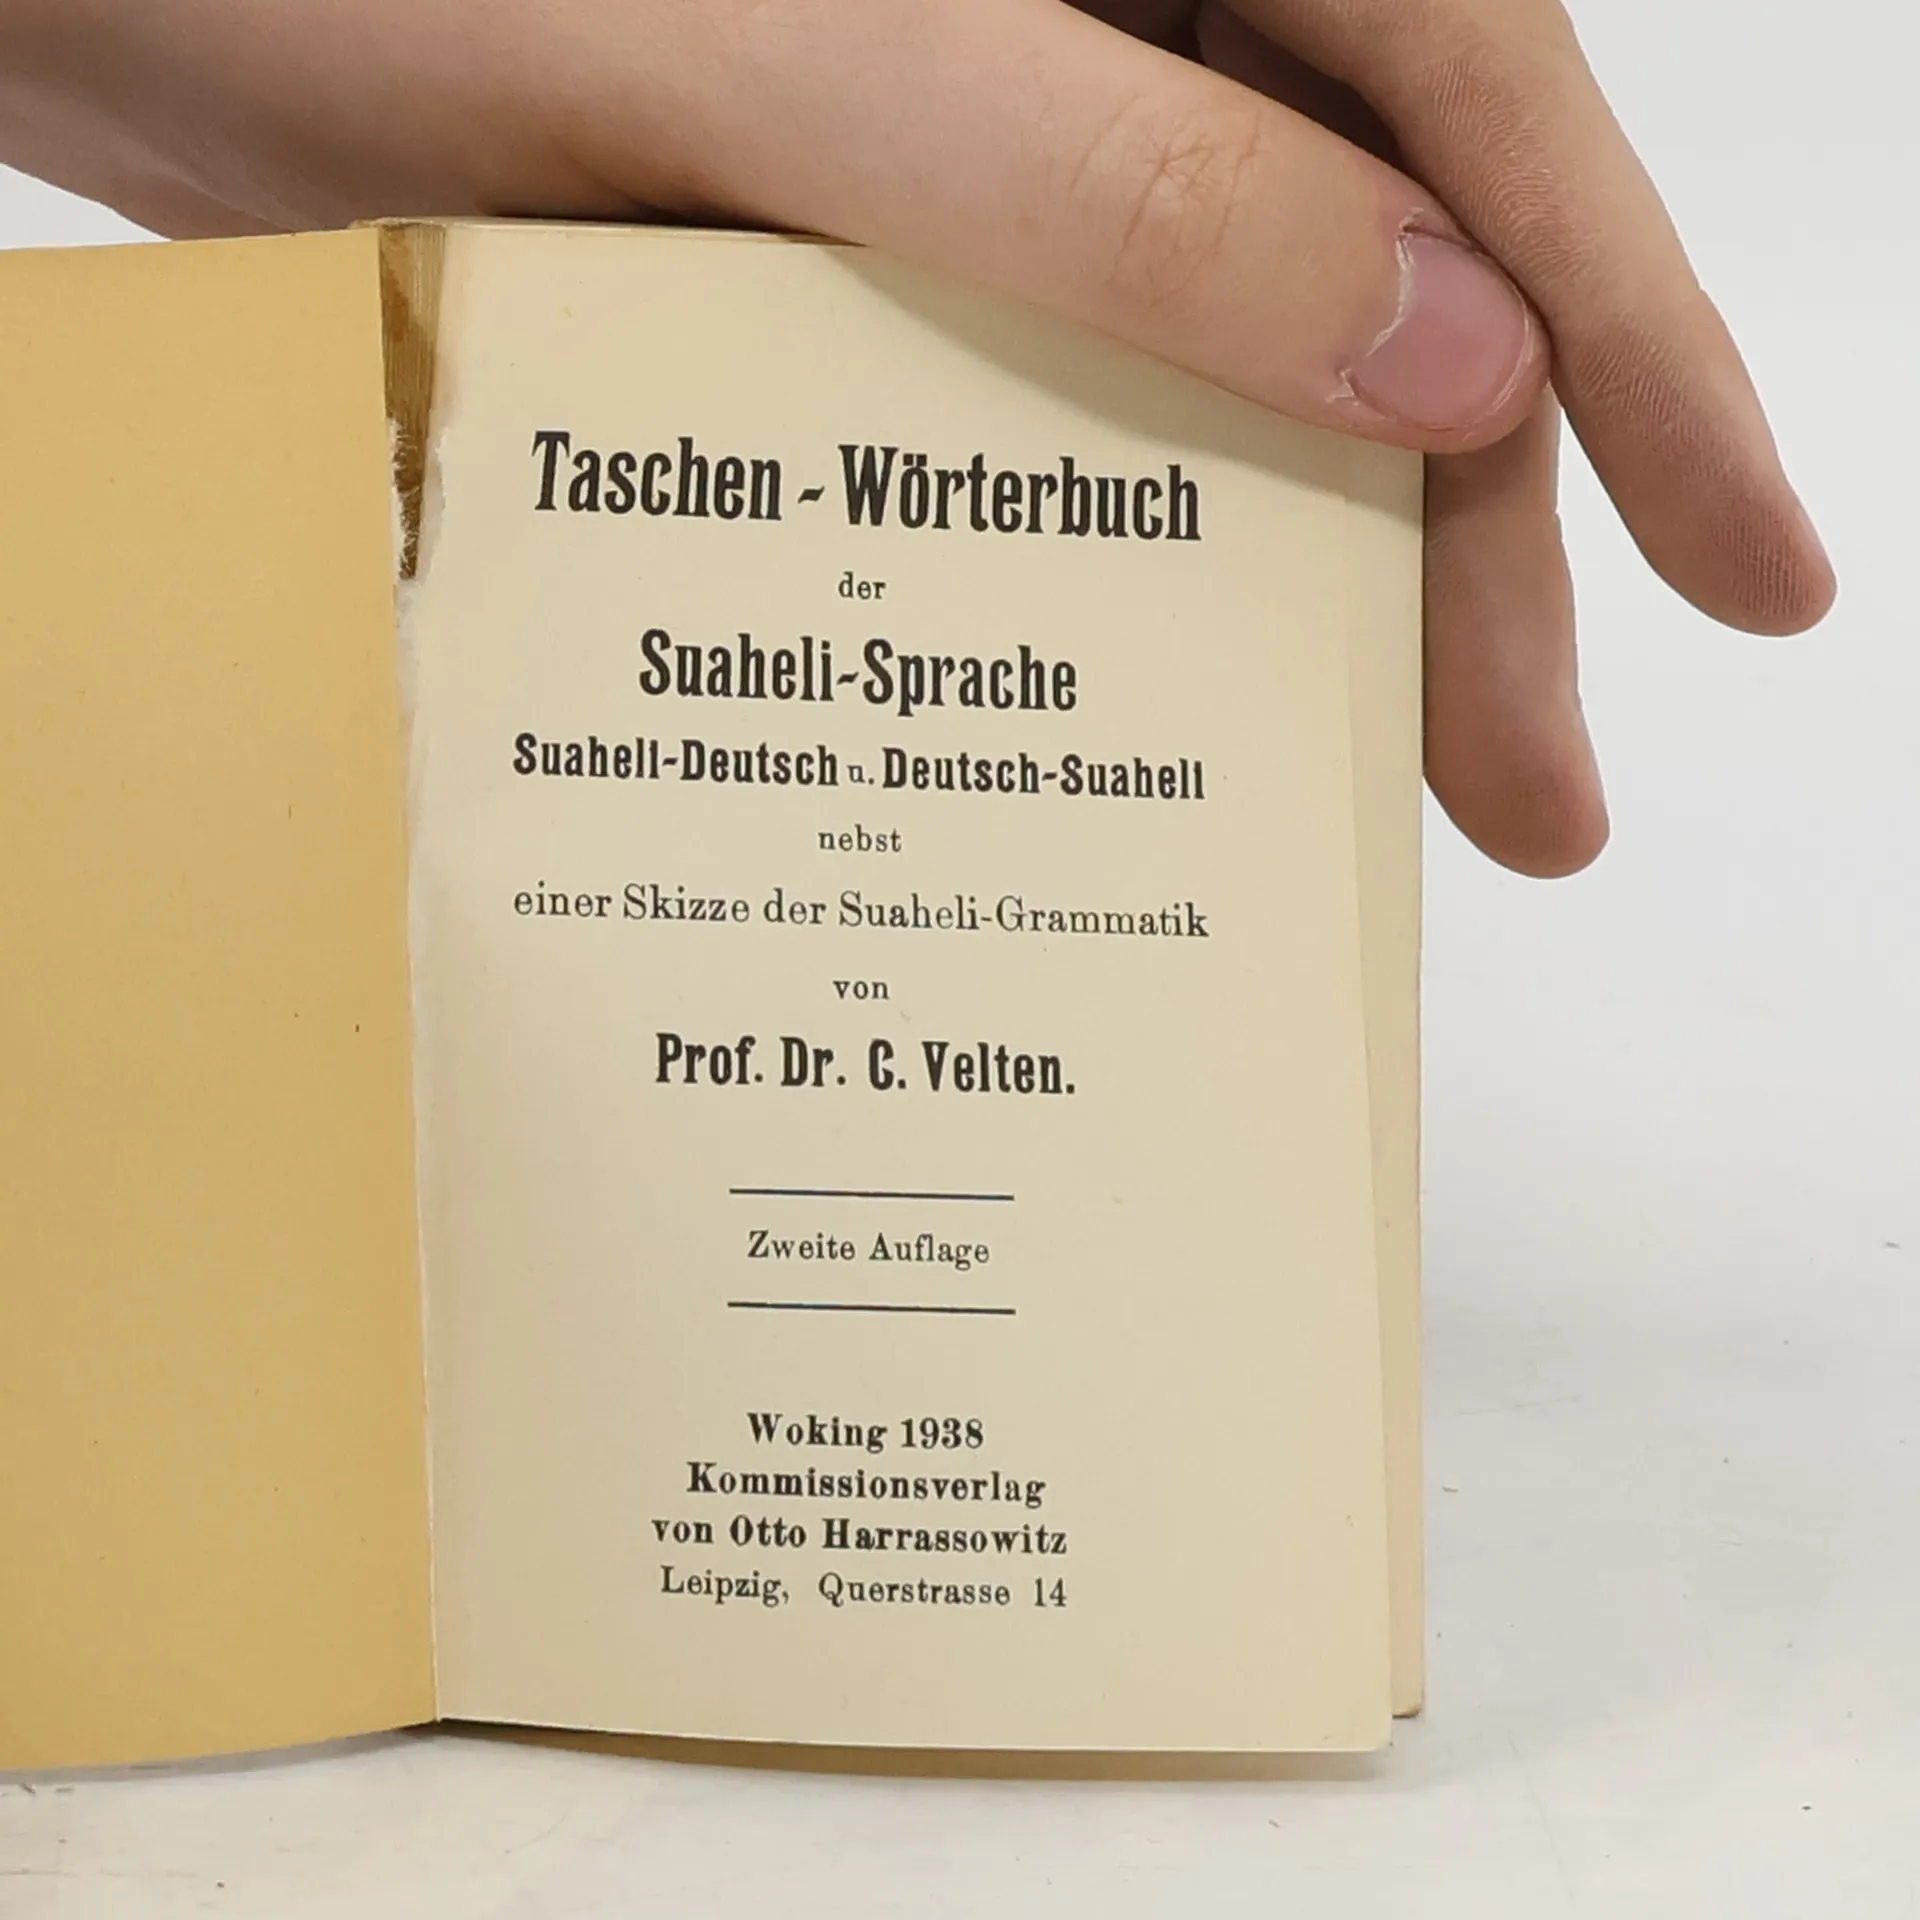 Taschen-Wörterbuch
der
Suaheli-Sprache
Suaheli-Deutsch u. Deutsch-Suaheli
nebst
einer Skizze der Suaheli-Grammatik
von
Prof. Dr. C. Velten.
Zweite Auflage
Woking 1938
Kommissionsverlag
von Otto Harrassowitz
Leipzig, Querstrasse 14